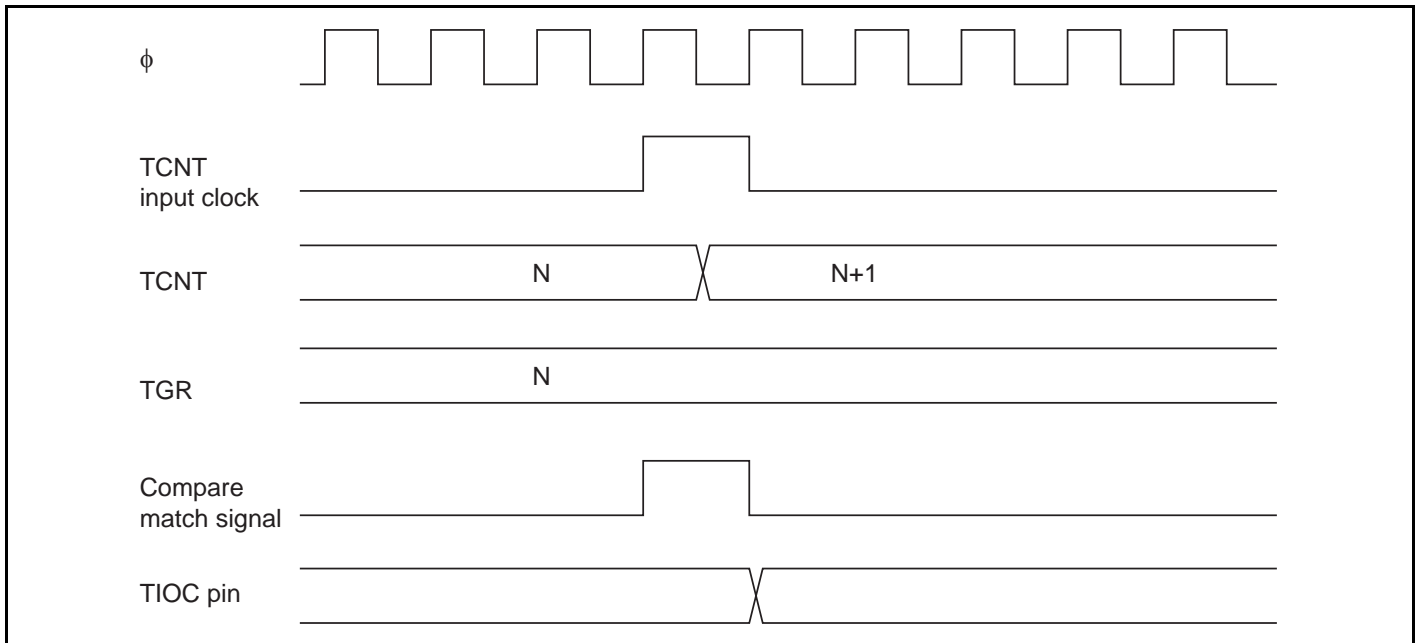 ϕ
TCNT
input clock
TCNT
N
N+1
TGR
N
Compare
match signal
TIOC pin